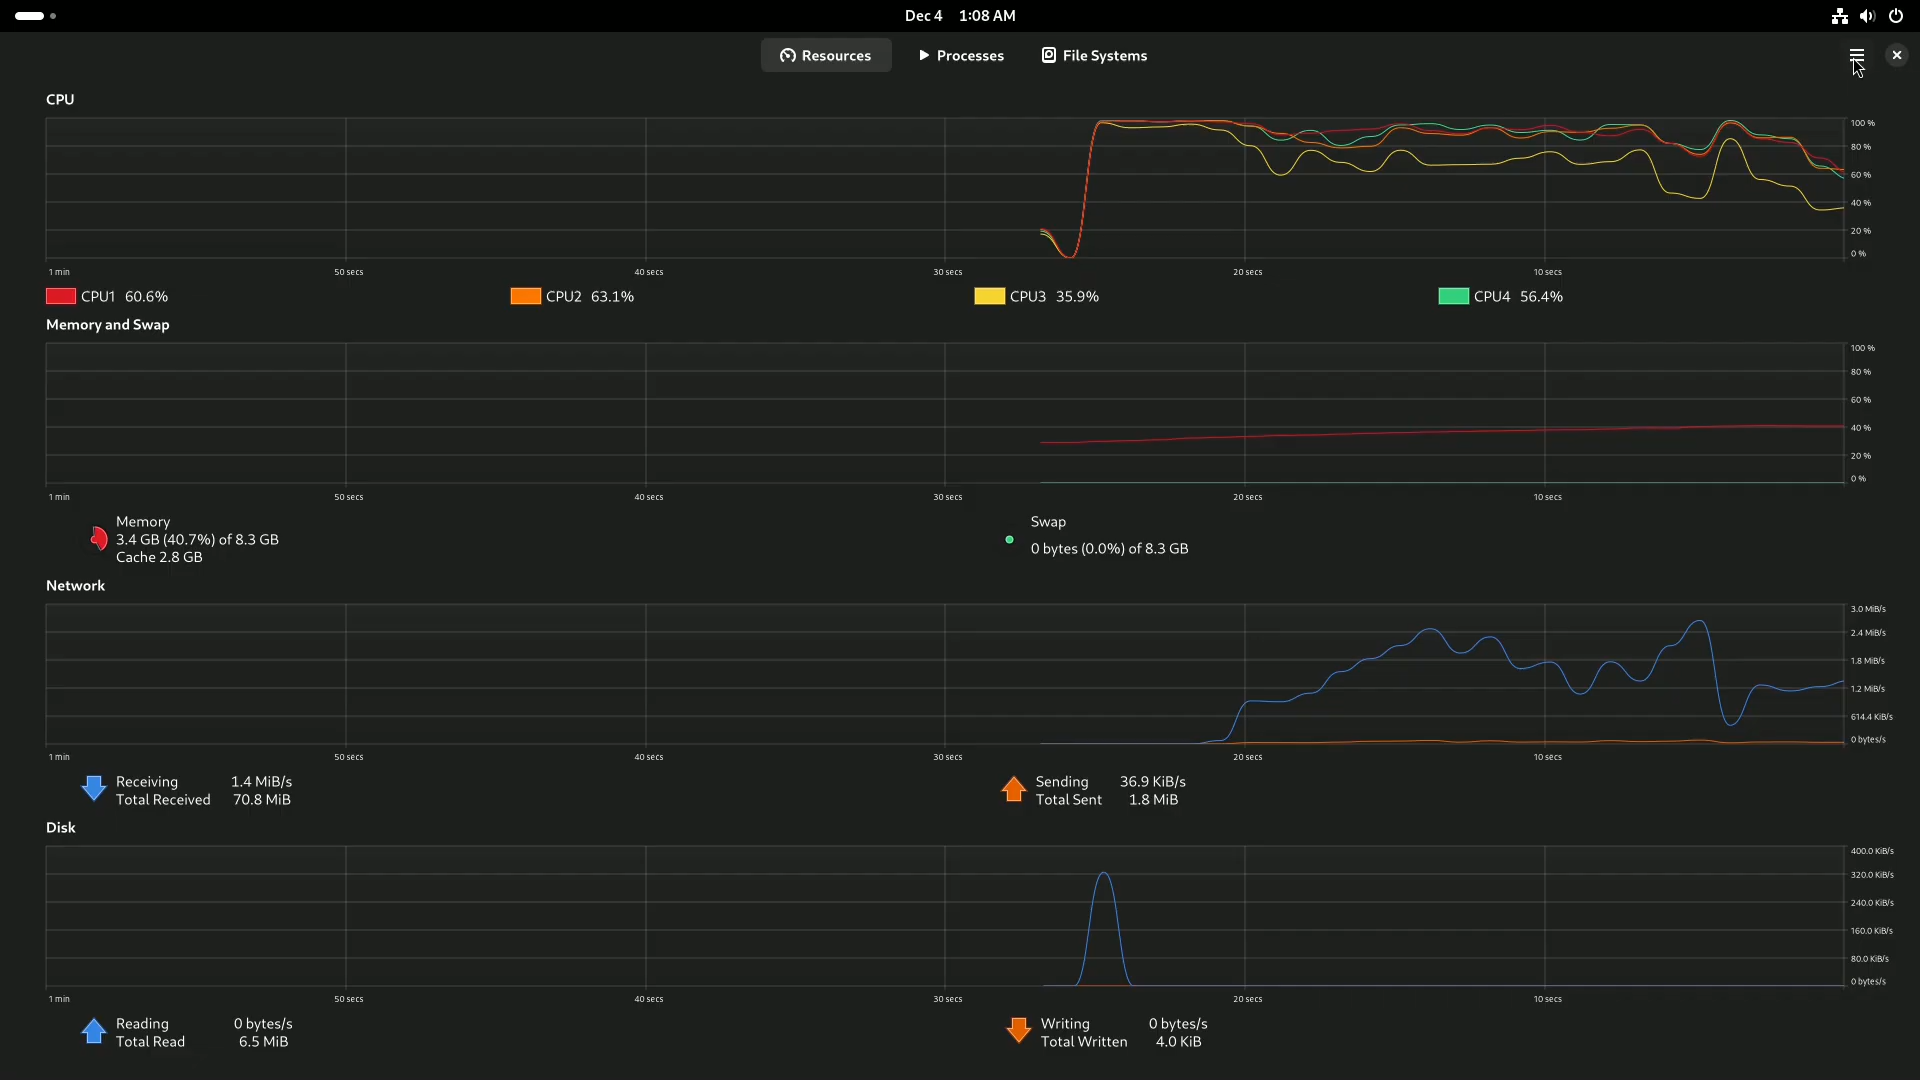 Dec 4 1:08 AM
Resources Processes File Systems
CPU
100 %
80 %
60 %
40 %
20 %
0 %
1 min 50 secs 40 secs 30 secs 20 secs 10 secs
CPU1 60.6% CPU2 63.1% CPU3 35.9% CPU4 56.4%
Memory and Swap
100 %
80 %
60 %
40 %
20 %
0 %
1 min 50 secs 40 secs 30 secs 20 secs 10 secs
Memory
3.4 GB (40.7%) of 8.3 GB
Cache 2.8 GB
Swap
0 bytes (0.0%) of 8.3 GB
Network
3.0 MiB/s
2.4 MiB/s
1.8 MiB/s
1.2 MiB/s
614.4 KiB/s
0 bytes/s
1 min 50 secs 40 secs 30 secs 20 secs 10 secs
Receiving 1.4 MiB/s
Total Received 70.8 MiB
Sending 36.9 KiB/s
Total Sent 1.8 MiB
Disk
400.0 KiB/s
320.0 KiB/s
240.0 KiB/s
160.0 KiB/s
80.0 KiB/s
0 bytes/s
1 min 50 secs 40 secs 30 secs 20 secs 10 secs
Reading 0 bytes/s
Total Read 6.5 MiB
Writing 0 bytes/s
Total Written 4.0 KiB